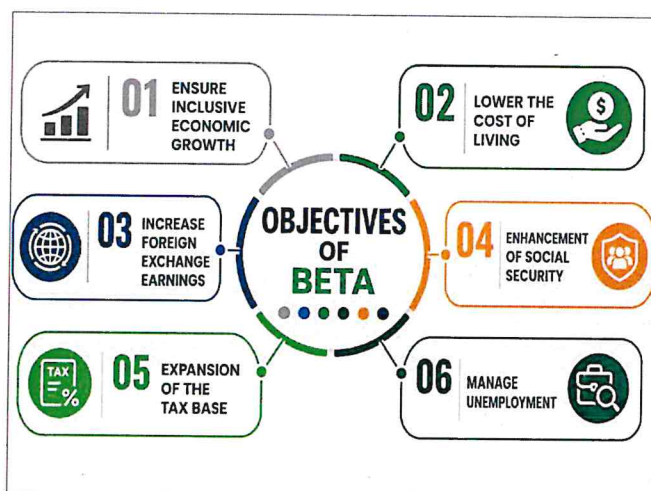 OBJECTIVES
OF
BETA
01
ENSURE
INCLUSIVE
ECONOMIC
GROWTH
02
LOWER THE
COST OF
LIVING
$
03
INCREASE
FOREIGN
EXCHANGE
EARNINGS
04
ENHANCEMENT
OF SOCIAL
SECURITY
TAX
%
05
EXPANSION
OF THE
TAX BASE
06
MANAGE
UNEMPLOYMENT